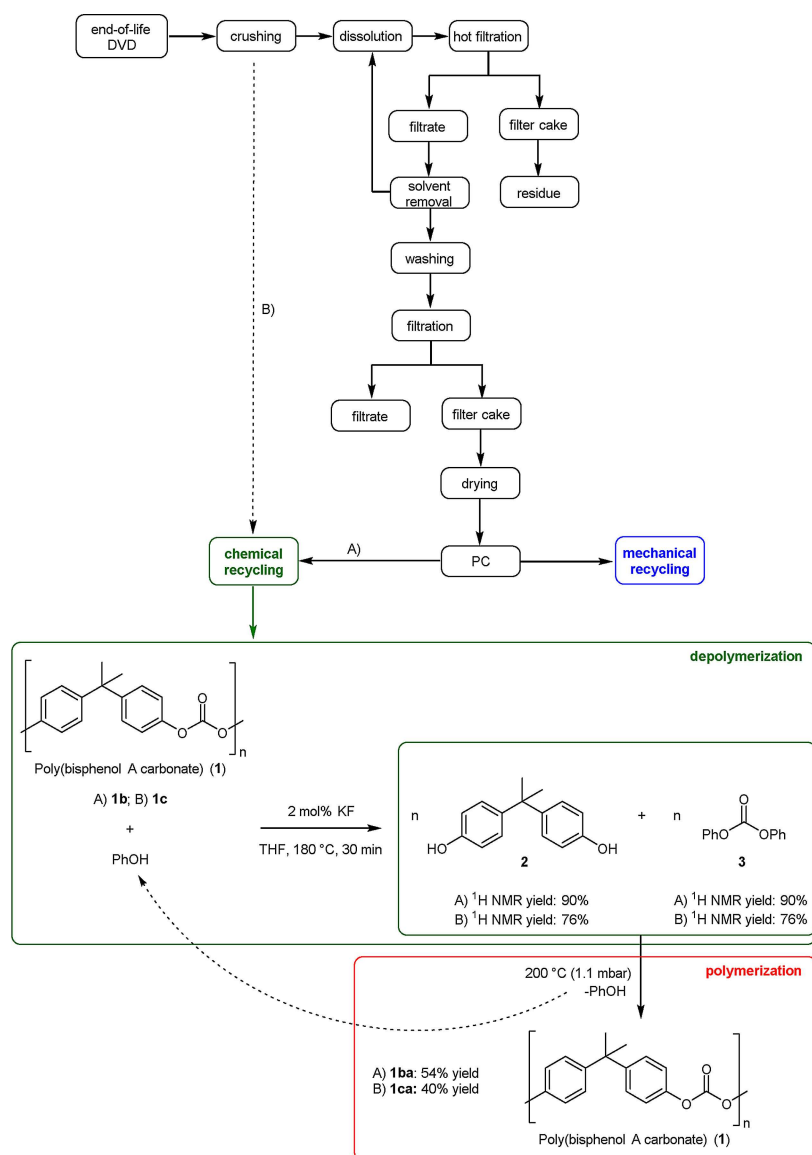 end-of-life
DVD
crushing
dissolution
hot filtration
filtrate
filter cake
solvent
removal
residue
washing
B)
filtration
filtrate
filter cake
drying
chemical
recycling
A)
PC
mechanical
recycling
depolymerization
O
O
O
n
Poly(bisphenol A carbonate) (1)
A) 1b; B) 1c
+
PhOH
2 mol% KF
THF, 180 °C, 30 min
n
HO
OH
2
+
n
O
PhO
OPh
3
A) ¹H NMR yield: 90%
B) ¹H NMR yield: 76%
A) ¹H NMR yield: 90%
B) ¹H NMR yield: 76%
polymerization
200 °C (1.1 mbar)
-PhOH
A) 1ba: 54% yield
B) 1ca: 40% yield
O
O
O
n
Poly(bisphenol A carbonate) (1)